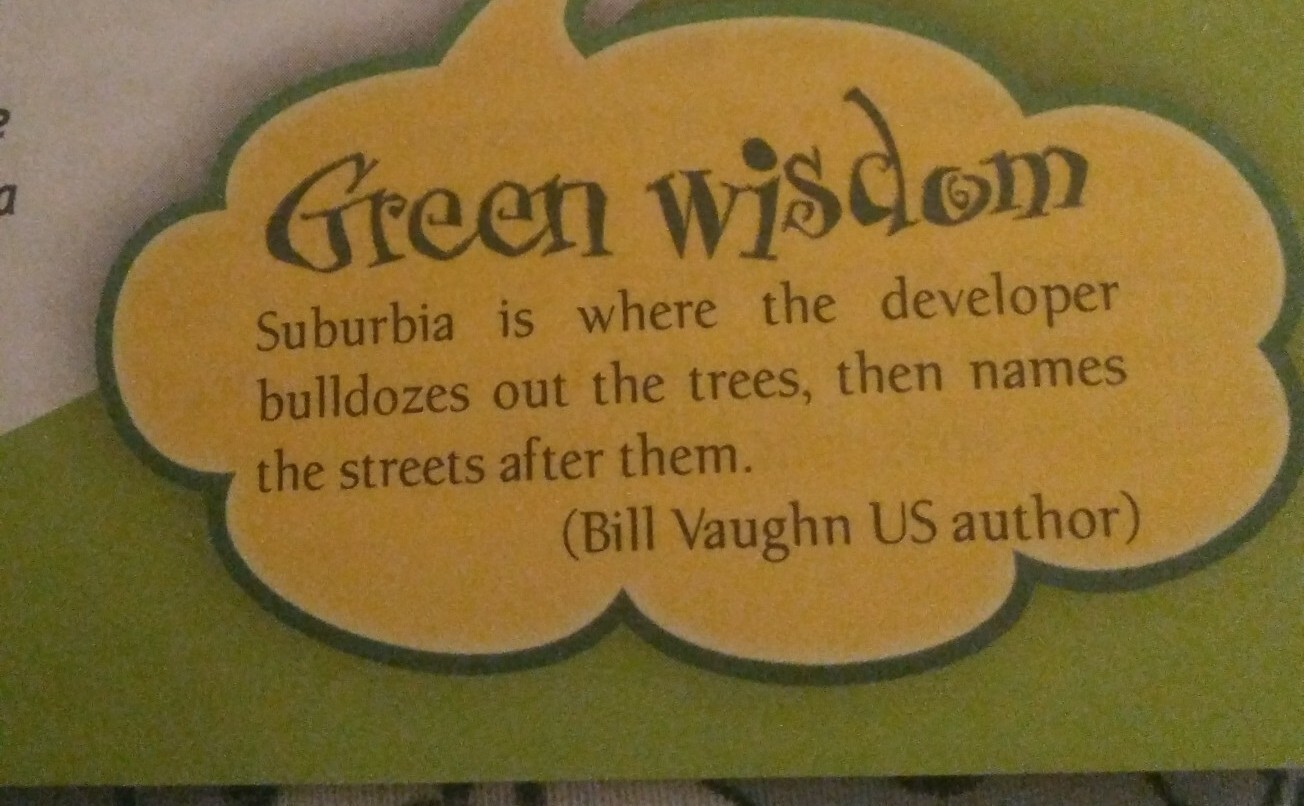 e
a
Green wisdom
Suburbia is where the developer
bulldozes out the trees, then names
the streets after them.
(Bill Vaughn US author)